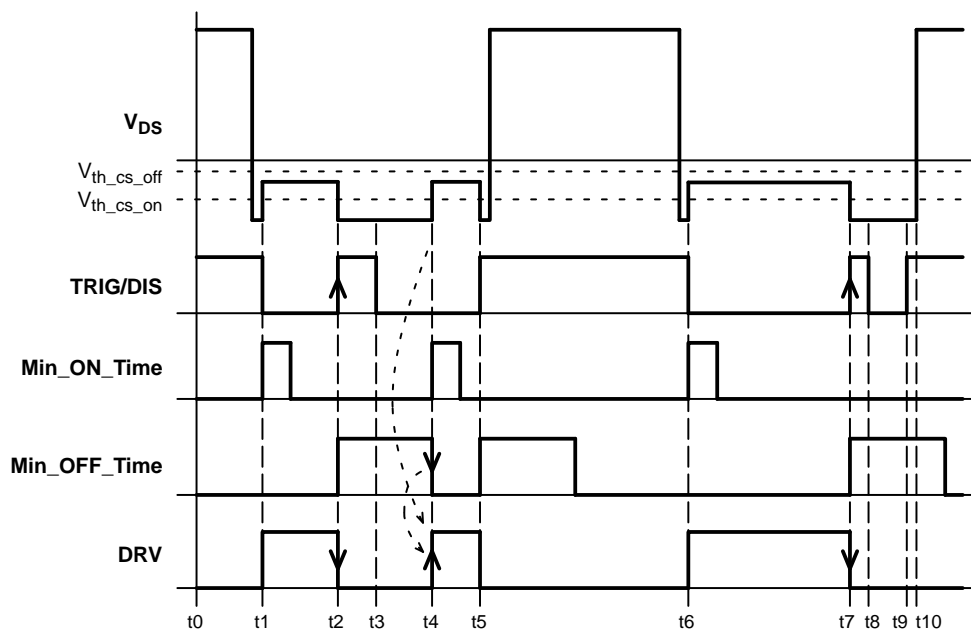 VDS
Vth_cs_off
Vth_cs_on
TRIG/DIS
Min_ON_Time
Min_OFF_Time
DRV
t0 t1 t2 t3 t4 t5 t6 t7 t8 t9 t10